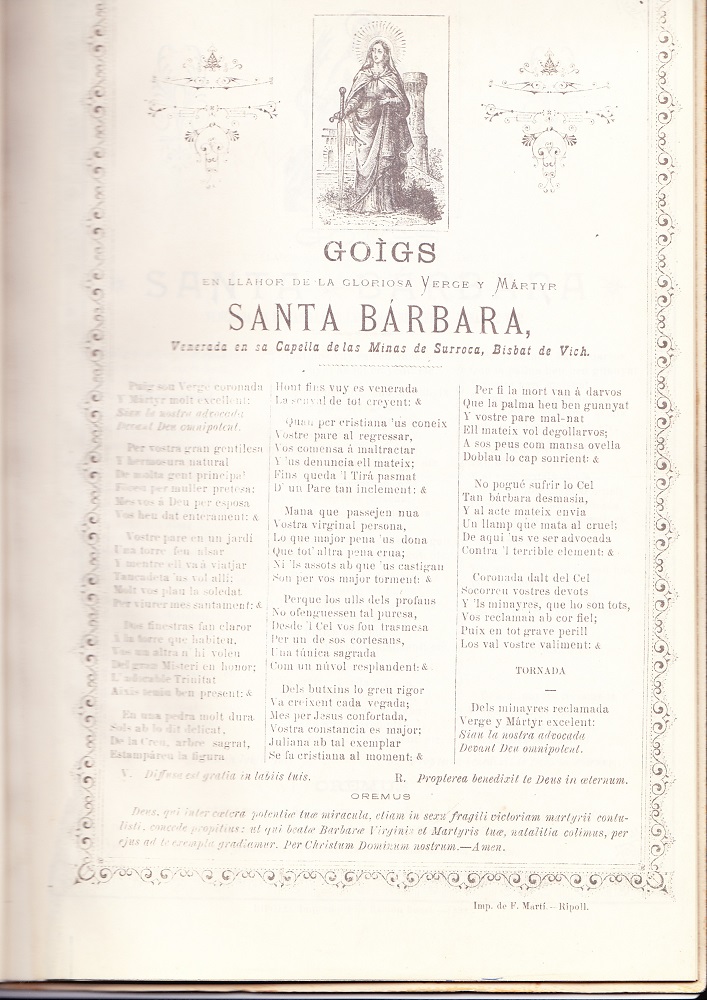 GOÌGS
EN LLAHOR DE LA GLORIOSA VERGE Y MÁRTYR
SANTA BÁRBARA,
Venerada en sa Capella de las Minas de Surroca, Bisbat de Vich.
Puig sou Verge coronada
Y Mártyr molt excellent:
Siau la nostra advocada
Devant Deu omnipotent.
Per vostra gran gentilesa
Y hermosura natural
De molta gent principal
Foreu per muller pretesa;
Mes vos á Deu per esposa
Vos heu dat enterament: &
Vostre pare en un jardí
Una torre feu alsar
Y mentre ell va á viatjar
Tancadeta 'us vol allí:
Molt vos plau la soledat
Per viurer mes santament: &
Dos finestras fan claror
A la torre que habiteu,
Vos un altra n' hi voleu
Del gran Misteri en honor;
L' adorable Trinitat
Aixis teniu ben present: &
En una pedra molt dura
Sols ab lo dit delicat,
De la Creu, arbre sagrat,
Estampáreu la figura
Hont fins vuy es venerada
La senyal de tot creyent: &
Quan per cristiana 'us coneix
Vostre pare al regressar,
Vos comensa á maltractar
Y 'us denuncia ell mateix;
Fins queda 'l Tirá pasmat
D' un Pare tan inclement: &
Mana que passejen nua
Vostra virginal persona,
Lo que major pena 'us dona
Que tot' altra pena crua;
Ni 'ls assots ab que 'us castigan
Son per vos major torment: &
Perque los ulls dels profans
No ofenguessen tal puresa,
Desde 'l Cel vos fou trasmesa
Per un de sos cortesans,
Una túnica sagrada
Com un núvol resplandent: &
Dels butxins lo greu rigor
Va creixent cada vegada;
Mes per Jesus confortada,
Vostra constancia es major;
Juliana ab tal exemplar
Se fa cristiana al moment: &
Per fi la mort van á darvos
Que la palma heu ben guanyat
Y vostre pare mal-nat
Ell mateix vol degollarvos;
A sos peus com mansa ovella
Doblau lo cap sonrient: &
No pogué sufrir lo Cel
Tan bárbara desmasía,
Y al acte mateix envia
Un llamp que mata al cruel;
De aqui 'us ve ser advocada
Contra 'l terrible element: &
Coronada dalt del Cel
Socorreu vostres devots
Y 'ls minayres, que ho son tots,
Vos reclaman ab cor fiel;
Puix en tot grave perill
Los val vostre valiment: &
TORNADA
Dels minayres reclamada
Verge y Mártyr excelent:
Siau la nostra advocada
Devant Deu omnipotent.
V. Diffusa est gratia in labiis tuis. R. Propterea benedixit te Deus in æternum.
OREMUS
Deus, qui inter cœtera potentiæ tuæ miracula, etiam in sexu fragili victoriam martyrii contu-
listi, concede propitius: ut qui beatæ Barbaræ Virginis et Martyris tuæ, natalitia colimus, per
ejus ad te exempla gradiamur. Per Christum Dominum nostrum.—Amen.
Imp. de F. Martí.—Ripoll.